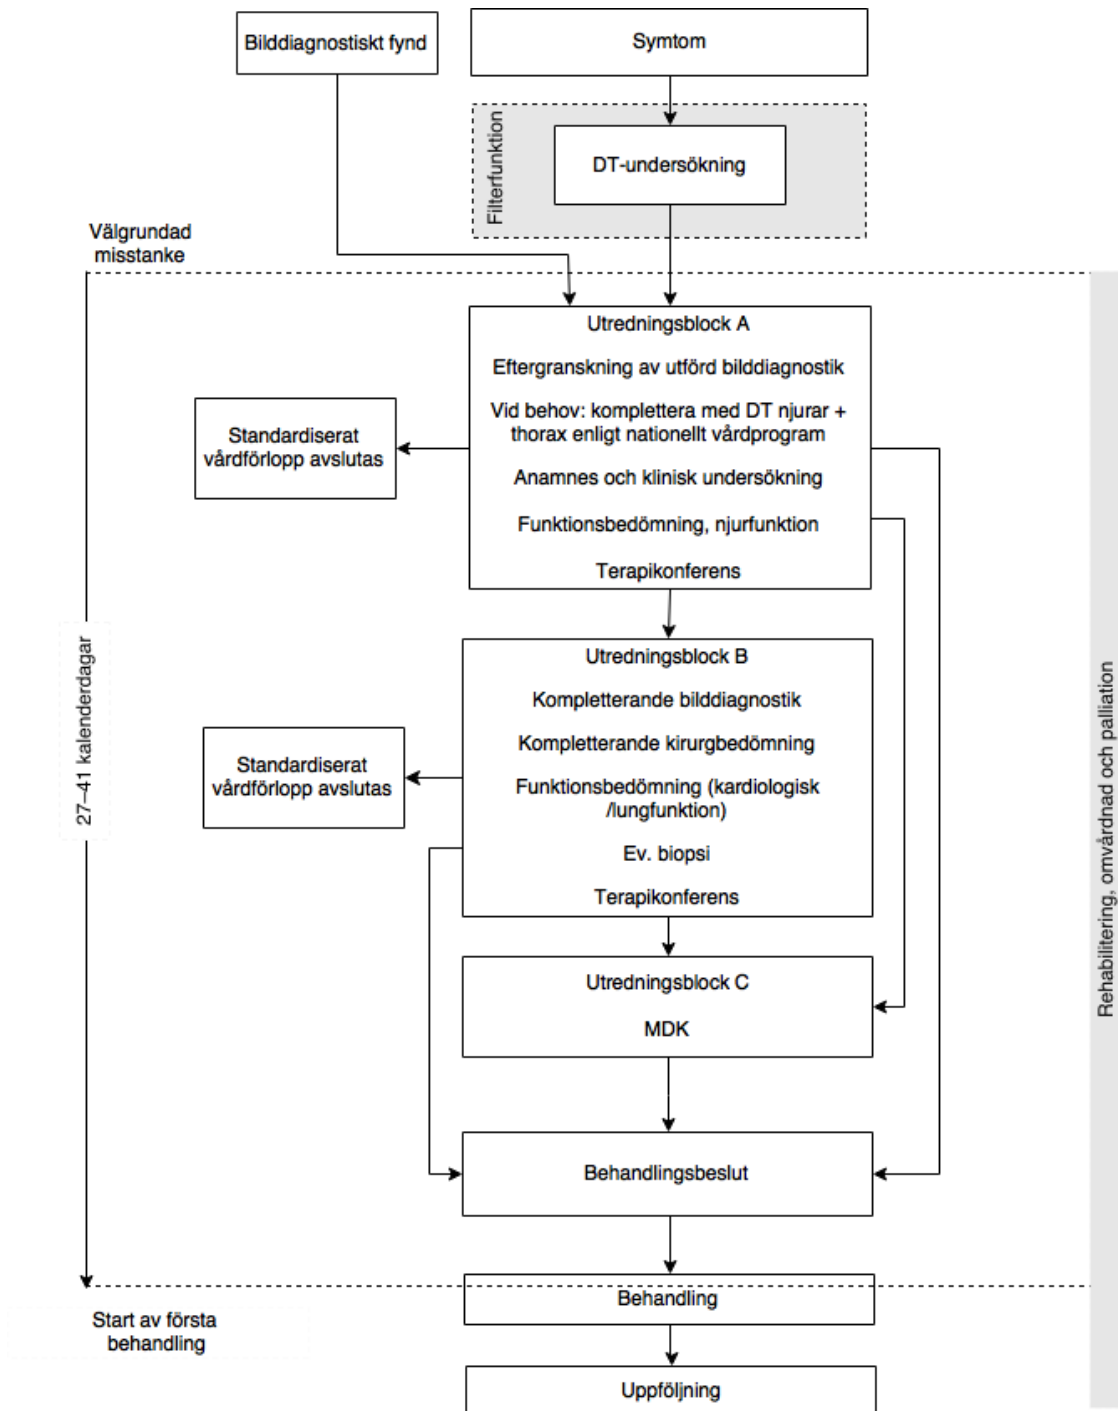 Bilddiagnostiskt fynd
Symtom
Filterfunktion
DT-undersökning
Välgrundad
misstanke
Utredningsblock A
Eftergranskning av utförd bilddiagnostik
Vid behov: komplettera med DT njurar +
thorax enligt nationellt vårdprogram
Anamnes och klinisk undersökning
Funktionsbedömning, njurfunktion
Terapikonferens
Standardiserat
vårdförlopp avslutas
Utredningsblock B
Kompletterande bilddiagnostik
Kompletterande kirurgbedömning
Funktionsbedömning (kardiologisk
/lungfunktion)
Ev. biopsi
Terapikonferens
Standardiserat
vårdförlopp avslutas
27–41 kalenderdagar
Rehabilitering, omvårdnad och palliation
Utredningsblock C
MDK
Behandlingsbeslut
Behandling
Start av första
behandling
Uppföljning